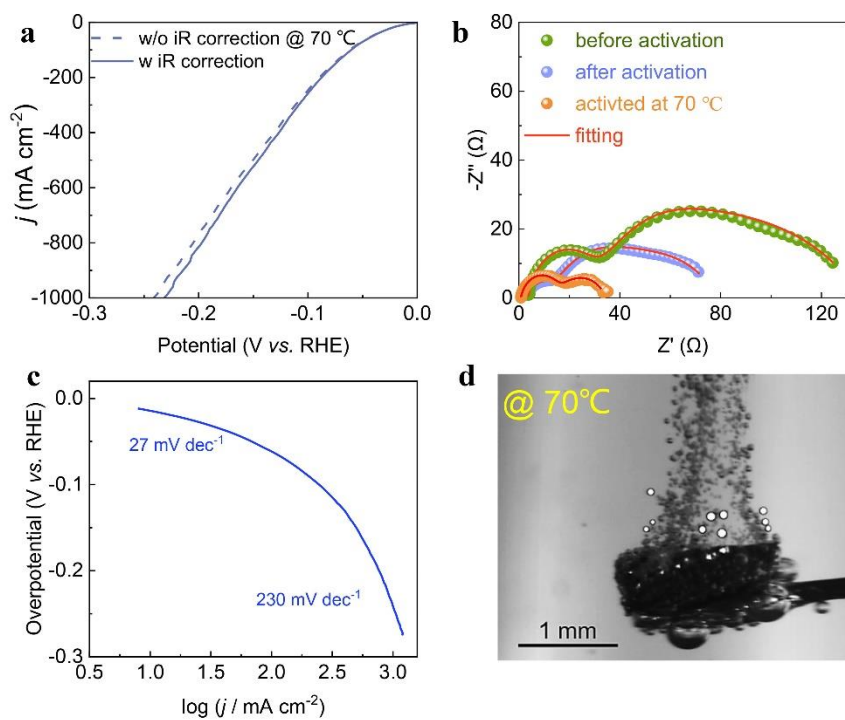 a
w/o iR correction @ 70 ℃
w iR correction
0
-200
-400
-600
-800
-1000
j (mA cm⁻²)
-0.3
-0.2
-0.1
0.0
Potential (V vs. RHE)
b
before activation
after activation
activted at 70 ℃
fitting
80
60
40
20
0
-Z" (Ω)
0
40
80
120
Z' (Ω)
c
0.0
-0.1
-0.2
-0.3
Overpotential (V vs. RHE)
27 mV dec⁻¹
230 mV dec⁻¹
0.5
1.0
1.5
2.0
2.5
3.0
log (j / mA cm⁻²)
d
@ 70℃
1 mm